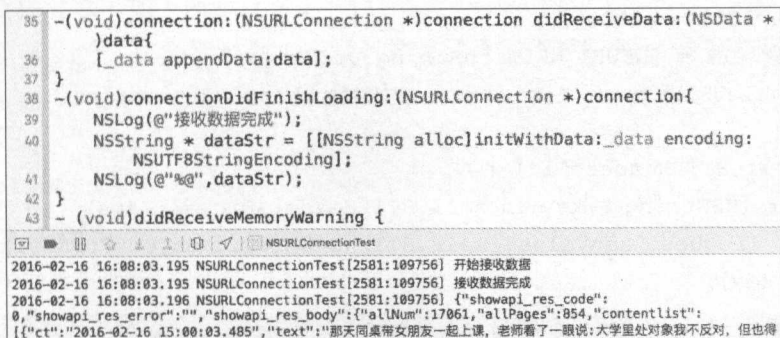 35 -(void)connection:(NSURLConnection *)connection didReceiveData:(NSData *
)data{
36 [_data appendData:data];
37 }
38 -(void)connectionDidFinishLoading:(NSURLConnection *)connection{
39 NSLog(@"接收数据完成");
40 NSString * dataStr = [[NSString alloc]initWithData:_data encoding:
NSUTF8StringEncoding];
41 NSLog(@"%@",dataStr);
42 }
43 - (void)didReceiveMemoryWarning {
NSURLConnectionTest
2016-02-16 16:08:03.195 NSURLConnectionTest[2581:109756] 开始接收数据
2016-02-16 16:08:03.196 NSURLConnectionTest[2581:109756] 接收数据完成
2016-02-16 16:08:03.196 NSURLConnectionTest[2581:109756] {"showapi_res_code":
0,"showapi_res_error":"","showapi_res_body":{"allNum":17061,"allPages":854,"contentlist":
[{"ct":"2016-02-16 15:00:03.485","text":"那天同桌带女朋友一起上课，老师看了一眼说:大学里处对象我不反对，但也得